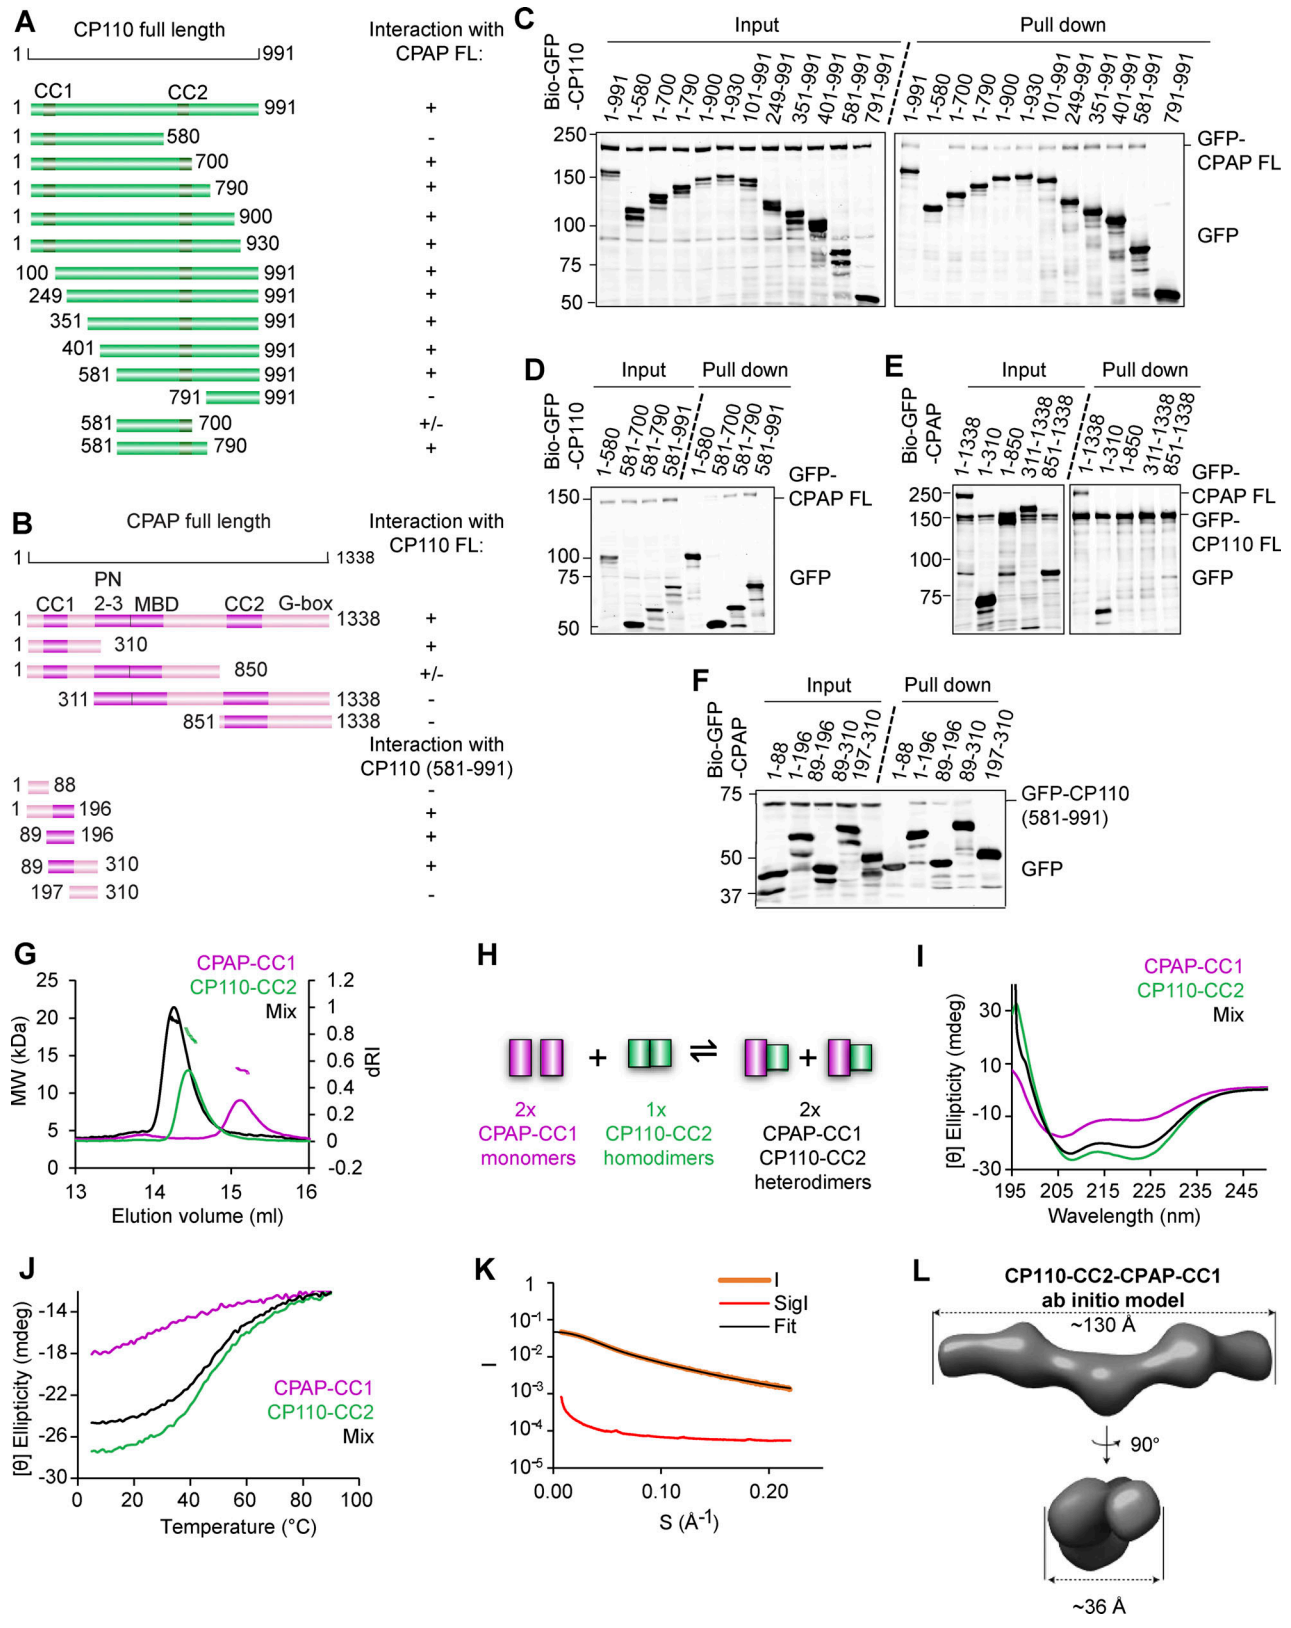 A
CP110 full length
Interaction with
CPAP FL:
1 991
CC1 CC2
1 991 +
1 580 -
1 700 +
1 790 +
1 900 +
1 930 +
100 991 +
249 991 +
351 991 +
401 991 +
581 991 +
791 991 -
581 700 +/-
581 790 +
B
CPAP full length
Interaction with
CP110 FL:
1 1338
PN
CC1 2-3 MBD CC2 G-box
1 1338 +
1 310 +
1 850 +/-
311 1338 -
851 1338 -
Interaction with
CP110 (581-991)
1 88 -
1 196 +
89 196 +
89 310 +
197 310 -
C
Input Pull down
Bio-GFP
-CP110
1-991 1-580 1-700 1-790 1-900 1-930 101-991 249-991 351-991 401-991 581-991 791-991
1-991 1-580 1-700 1-790 1-900 1-930 101-991 249-991 351-991 401-991 581-991 791-991
250
150
100
75
50
GFP-
CPAP FL
GFP
D
Input Pull down
Bio-GFP
-CP110
1-580 581-700 581-790 581-991
1-580 581-700 581-790 581-991
150
100
75
50
GFP-
CPAP FL
GFP
E
Input Pull down
Bio-GFP
-CPAP
1-1338 1-310 1-850 311-1338 851-1338
1-1338 1-310 1-850 311-1338 851-1338
250
150
100
75
GFP-
CPAP FL
GFP-
CP110 FL
GFP
F
Input Pull down
Bio-GFP
-CPAP
1-88 1-196 89-196 89-310 197-310
1-88 1-196 89-196 89-310 197-310
75
50
37
GFP-CP110
(581-991)
GFP
G
CPAP-CC1
CP110-CC2
Mix
MW (kDa)
25
20
15
10
5
0
1.2
1
0.8
0.6
0.4
0.2
0
-0.2
dRI
13 14 15 16
Elution volume (ml)
H
+ ⇌ +
2x
CPAP-CC1
monomers
1x
CP110-CC2
homodimers
2x
CPAP-CC1
CP110-CC2
heterodimers
I
CPAP-CC1
CP110-CC2
Mix
[θ] Ellipticity (mdeg)
30
10
-10
-30
195 205 215 225 235 245
Wavelength (nm)
J
[θ] Ellipticity (mdeg)
-14
-18
-22
-26
-30
CPAP-CC1
CP110-CC2
Mix
0 20 40 60 80 100
Temperature (°C)
K
I
SigI
Fit
I
1
10⁻¹
10⁻²
10⁻³
10⁻⁴
10⁻⁵
0.00 0.10 0.20
S (Å⁻¹)
L
CP110-CC2-CPAP-CC1
ab initio model
~130 Å
90°
~36 Å